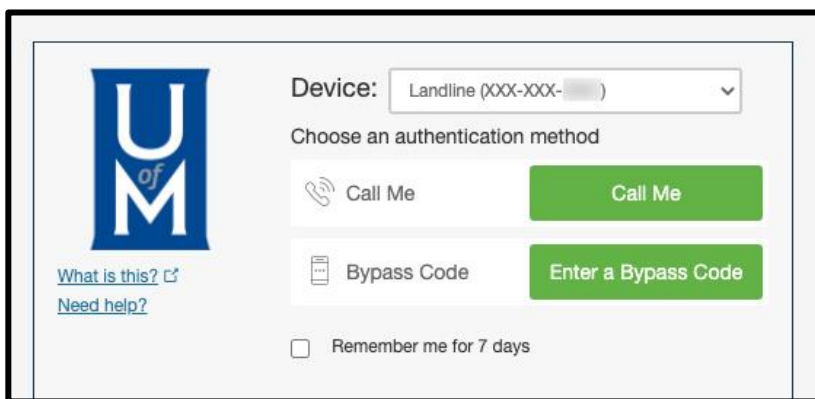 U
of
M
Device: Landline (XXX-XXX- )
Choose an authentication method
Call Me Call Me
Bypass Code Enter a Bypass Code
What is this?
Need help?
Remember me for 7 days